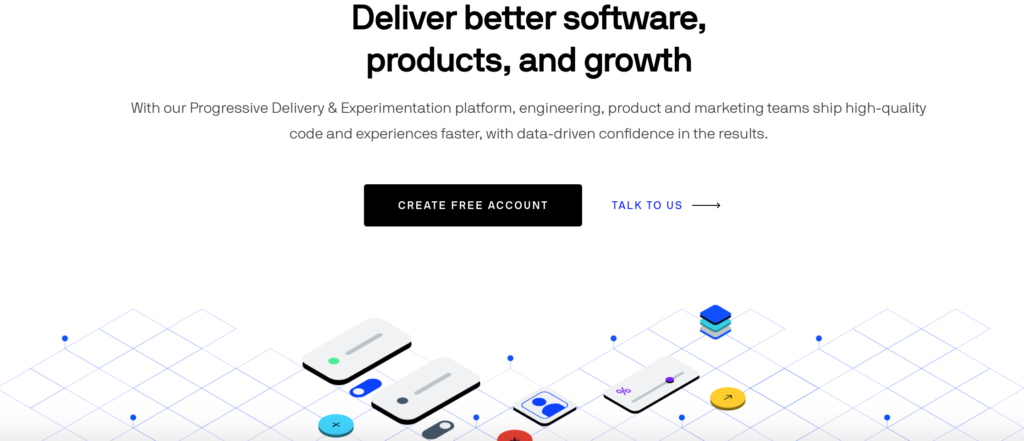 Deliver better software,
products, and growth
With our Progressive Delivery & Experimentation platform, engineering, product and marketing teams ship high-quality
code and experiences faster, with data-driven confidence in the results.
CREATE FREE ACCOUNT
TALK TO US
%